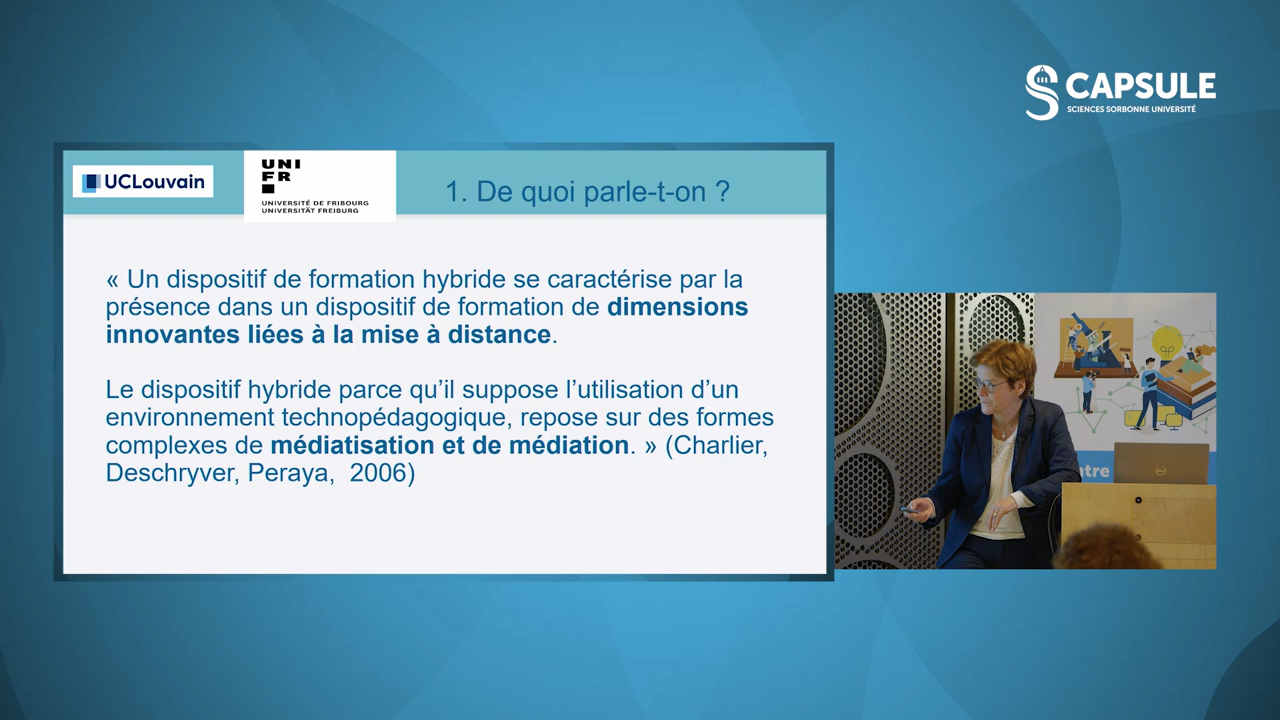 CAPSULE
SCIENCES SORBONNE UNIVERSITÉ
UCLouvain
UNI
FR
UNIVERSITÉ DE FRIBOURG
UNIVERSITÄT FREIBURG
1. De quoi parle-t-on ?
« Un dispositif de formation hybride se caractérise par la
présence dans un dispositif de formation de dimensions
innovantes liées à la mise à distance.
Le dispositif hybride parce qu’il suppose l’utilisation d’un
environnement technopédagogique, repose sur des formes
complexes de médiatisation et de médiation. » (Charlier,
Deschryver, Peraya, 2006)
ntre
DELL